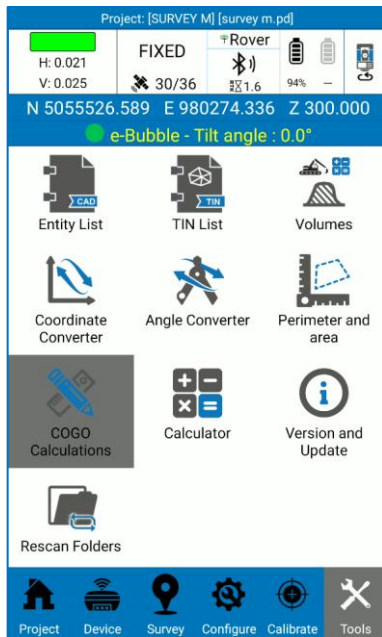 Project: [SURVEY M] [survey m.pd]
H: 0.021
V: 0.025
FIXED
30/36
Rover
1.6
94%
–
N 5055526.589 E 980274.336 Z 300.000
e-Bubble - Tilt angle : 0.0°
CAD
TIN
Entity List
TIN List
Volumes
Coordinate
Converter
Angle Converter
Perimeter and
area
COGO
Calculations
Calculator
Version and
Update
Rescan Folders
Project
Device
Survey
Configure
Calibrate
Tools